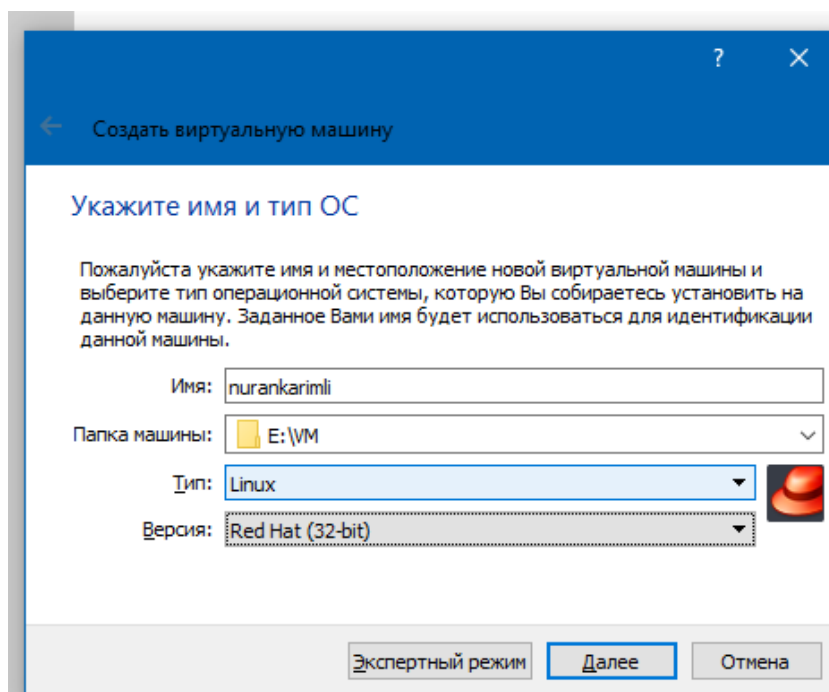 ?
Создать виртуальную машину
Укажите имя и тип ОС
Пожалуйста укажите имя и местоположение новой виртуальной машины и
выберите тип операционной системы, которую Вы собираетесь установить на
данную машину. Заданное Вами имя будет использоваться для идентификации
данной машины.
Имя: nurankarimli
Папка машины: E:\VM
Тип: Linux
Версия: Red Hat (32-bit)
Экспертный режим Далее Отмена